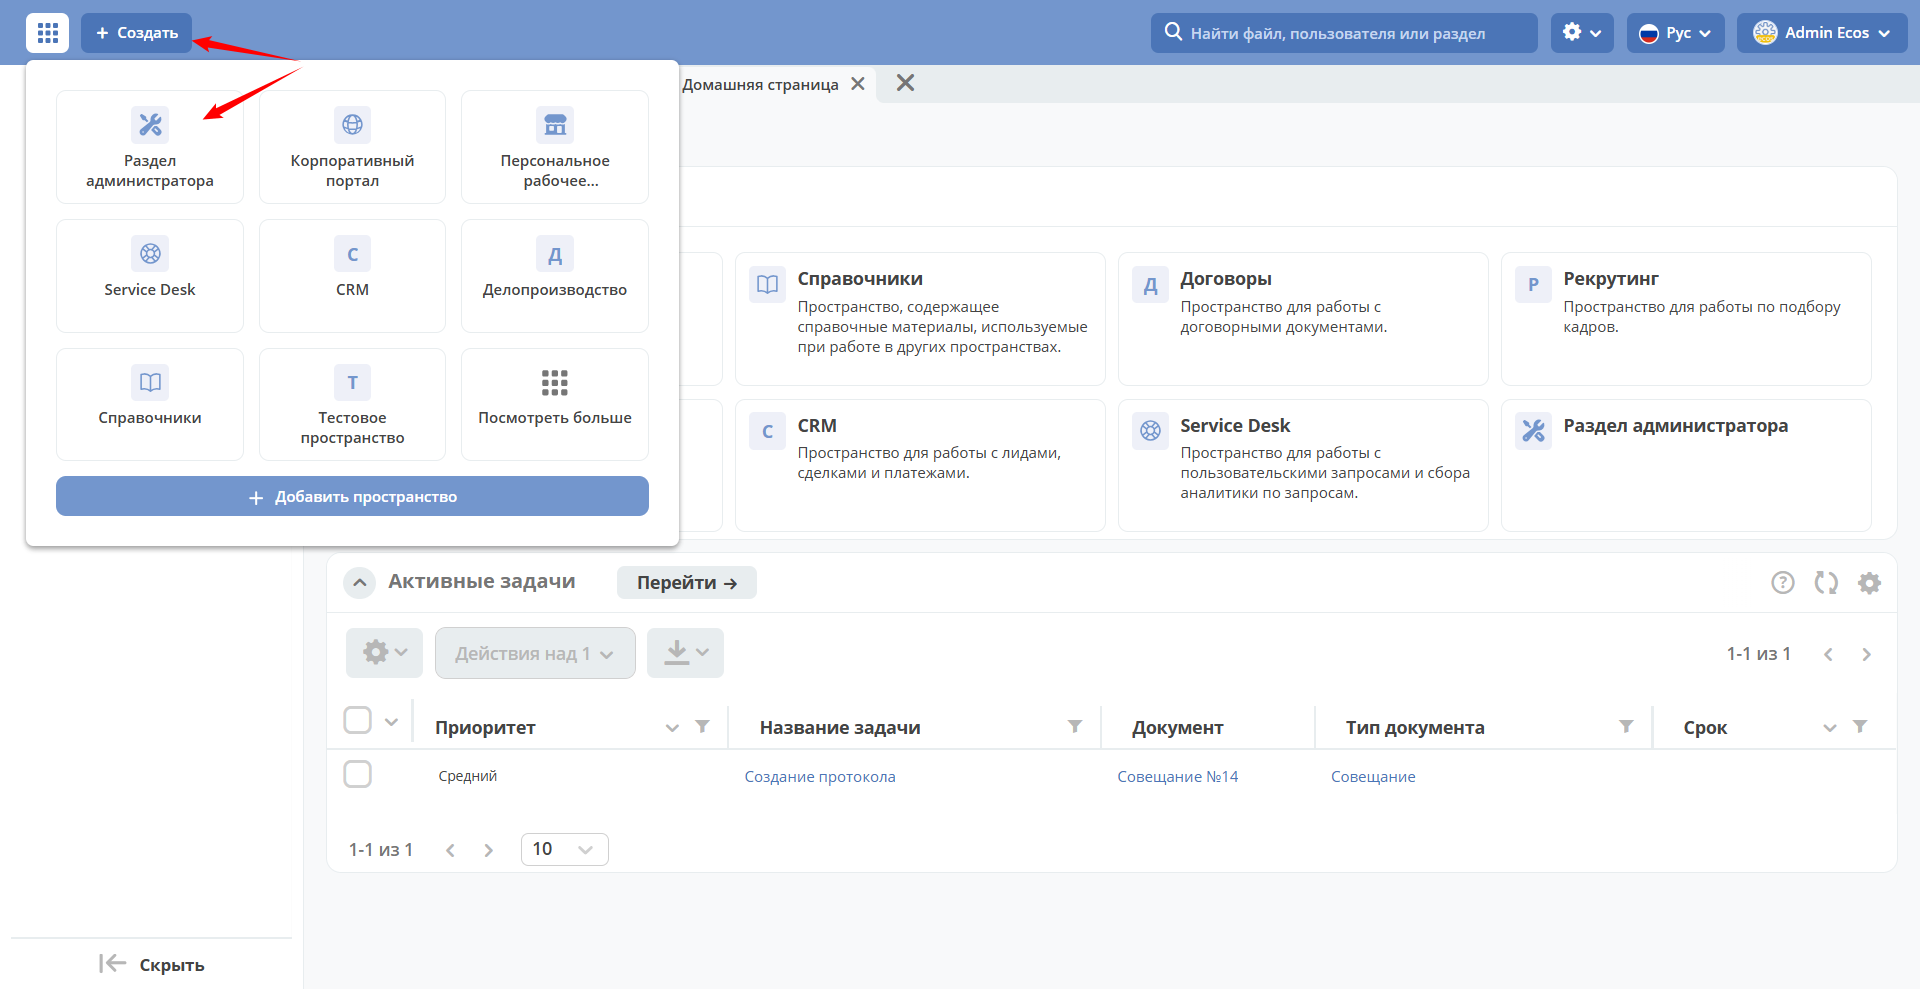 + Создать
Найти файл, пользователя или раздел
Рус
Admin Ecos
Домашняя страница
Раздел
администратора
Корпоративный
портал
Персональное
рабочее...
Service Desk
C
CRM
Д
Делопроизводство
Справочники
Т
Тестовое
пространство
Посмотреть больше
+ Добавить пространство
Справочники
Пространство, содержащее
справочные материалы, используемые
при работе в других пространствах.
Д
Договоры
Пространство для работы с
договорными документами.
Р
Рекрутинг
Пространство для работы по подбору
кадров.
C
CRM
Пространство для работы с лидами,
сделками и платежами.
Service Desk
Пространство для работы с
пользовательскими запросами и сбора
аналитики по запросам.
Раздел администратора
Активные задачи
Перейти →
Действия над 1
1-1 из 1
Приоритет
Название задачи
Документ
Тип документа
Срок
Средний
Создание протокола
Совещание №14
Совещание
1-1 из 1
10
Скрыть